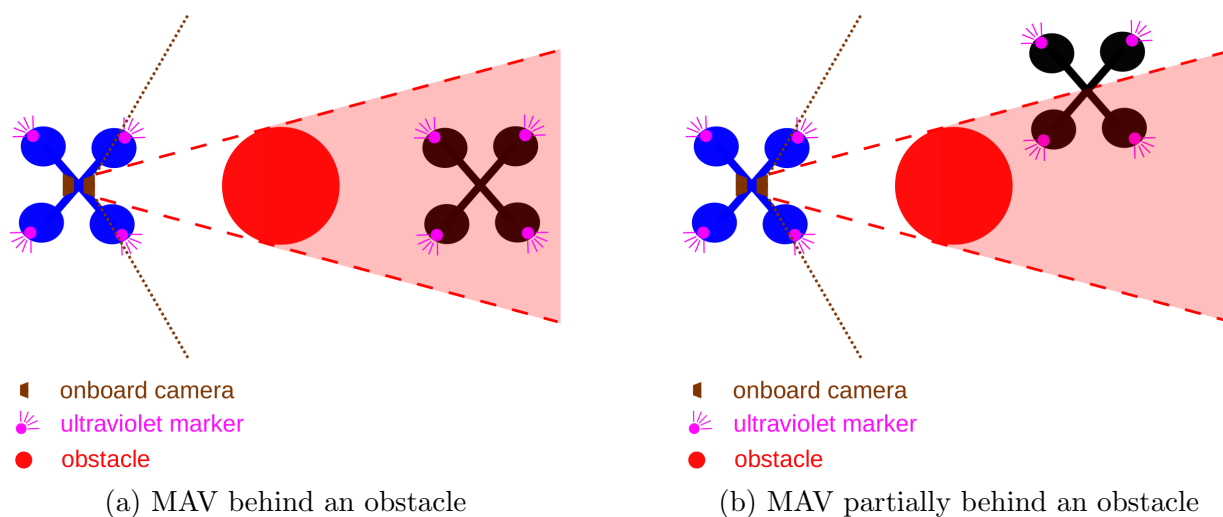 onboard camera
ultraviolet marker
obstacle
(a) MAV behind an obstacle
onboard camera
ultraviolet marker
obstacle
(b) MAV partially behind an obstacle